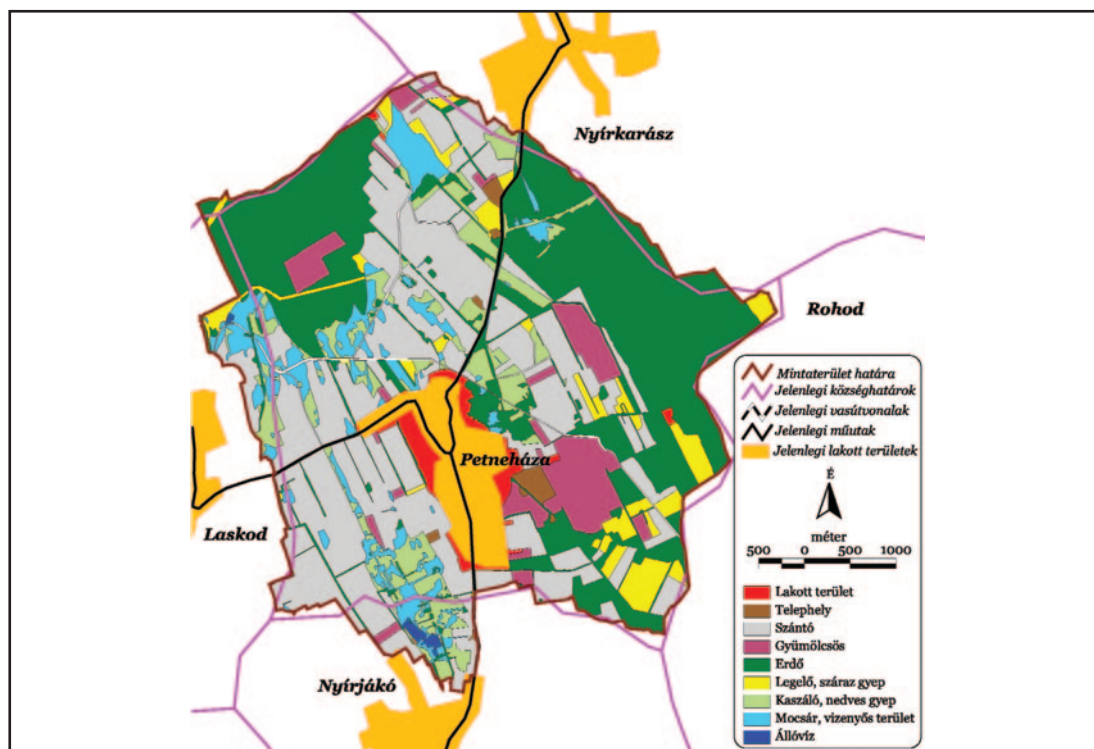 Nyírkarász
Rohod
Petneháza
Laskod
Nyírjákó
Mintaterület határa
Jelenlegi községhatárok
Jelenlegi vasútvonalak
Jelenlegi műutak
Jelenlegi lakott területek
É
méter
500 0 500 1000
Lakott terület
Telephely
Szántó
Gyümölcsös
Erdő
Legelő, száraz gyep
Kaszáló, nedves gyep
Mocsár, vizenyős terület
Állóvíz